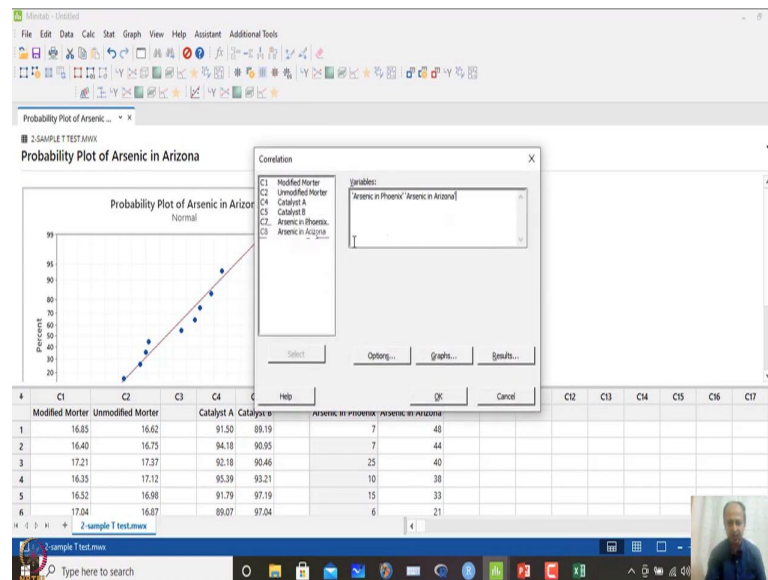 Minitab - Untitled
File Edit Data Calc Stat Graph View Help Assistant Additional Tools
Probability Plot of Arsenic ...
2-SAMPLE T TEST.MWX
Probability Plot of Arsenic in Arizona
Probability Plot of Arsenic in Arizon
Normal
99
95
90
80
70
60
50
40
30
20
Percent
Correlation
C1 Modified Morter
C2 Unmodified Morter
C4 Catalyst A
C5 Catalyst B
C7 Arsenic in Phoenix
C8 Arsenic in Arizona
Variables:
'Arsenic in Phoenix' 'Arsenic in Arizona'
Select
Options...
Graphs...
Results...
Help
OK
Cancel
C1 C2 C3 C4 C12 C13 C14 C15 C16 C17
Modified Morter Unmodified Morter Catalyst A Catalyst B Arsenic in Phoenix Arsenic in Arizona
1 16.85 16.62 91.50 89.19 7 48
2 16.40 16.75 94.18 90.95 7 44
3 17.21 17.37 92.18 90.46 25 40
4 16.35 17.12 95.39 93.21 10 38
5 16.52 16.98 91.79 97.19 15 33
6 17.04 16.87 89.07 97.04 6 21
2-sample T test.mwx
2-sample T test.mwx
Type here to search